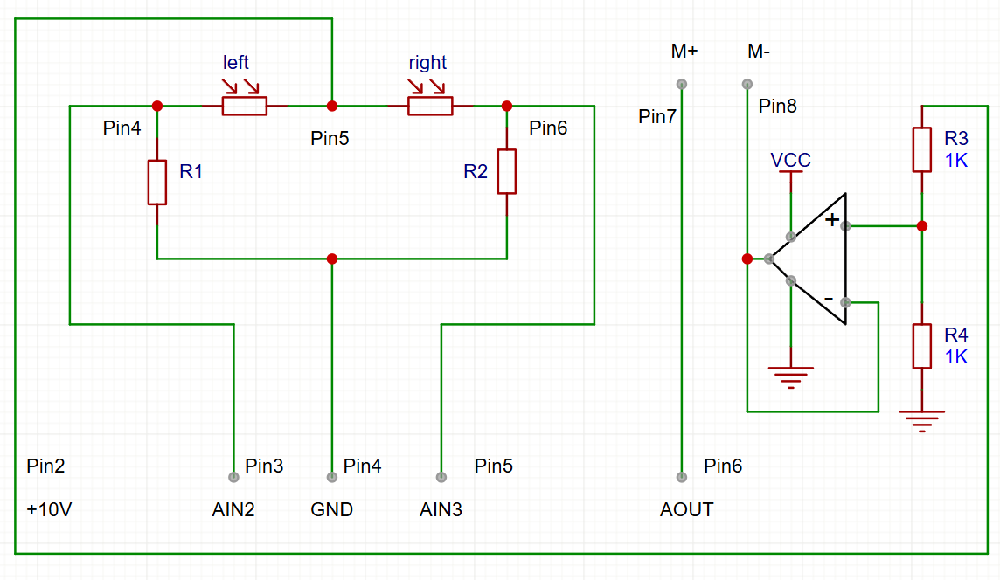 M+
M-
left
right
Pin8
Pin7
Pin4
Pin5
Pin6
R3
1K
VCC
R1
R2
+
-
R4
1K
Pin2
Pin3
Pin4
Pin5
Pin6
+10V
AIN2
GND
AIN3
AOUT